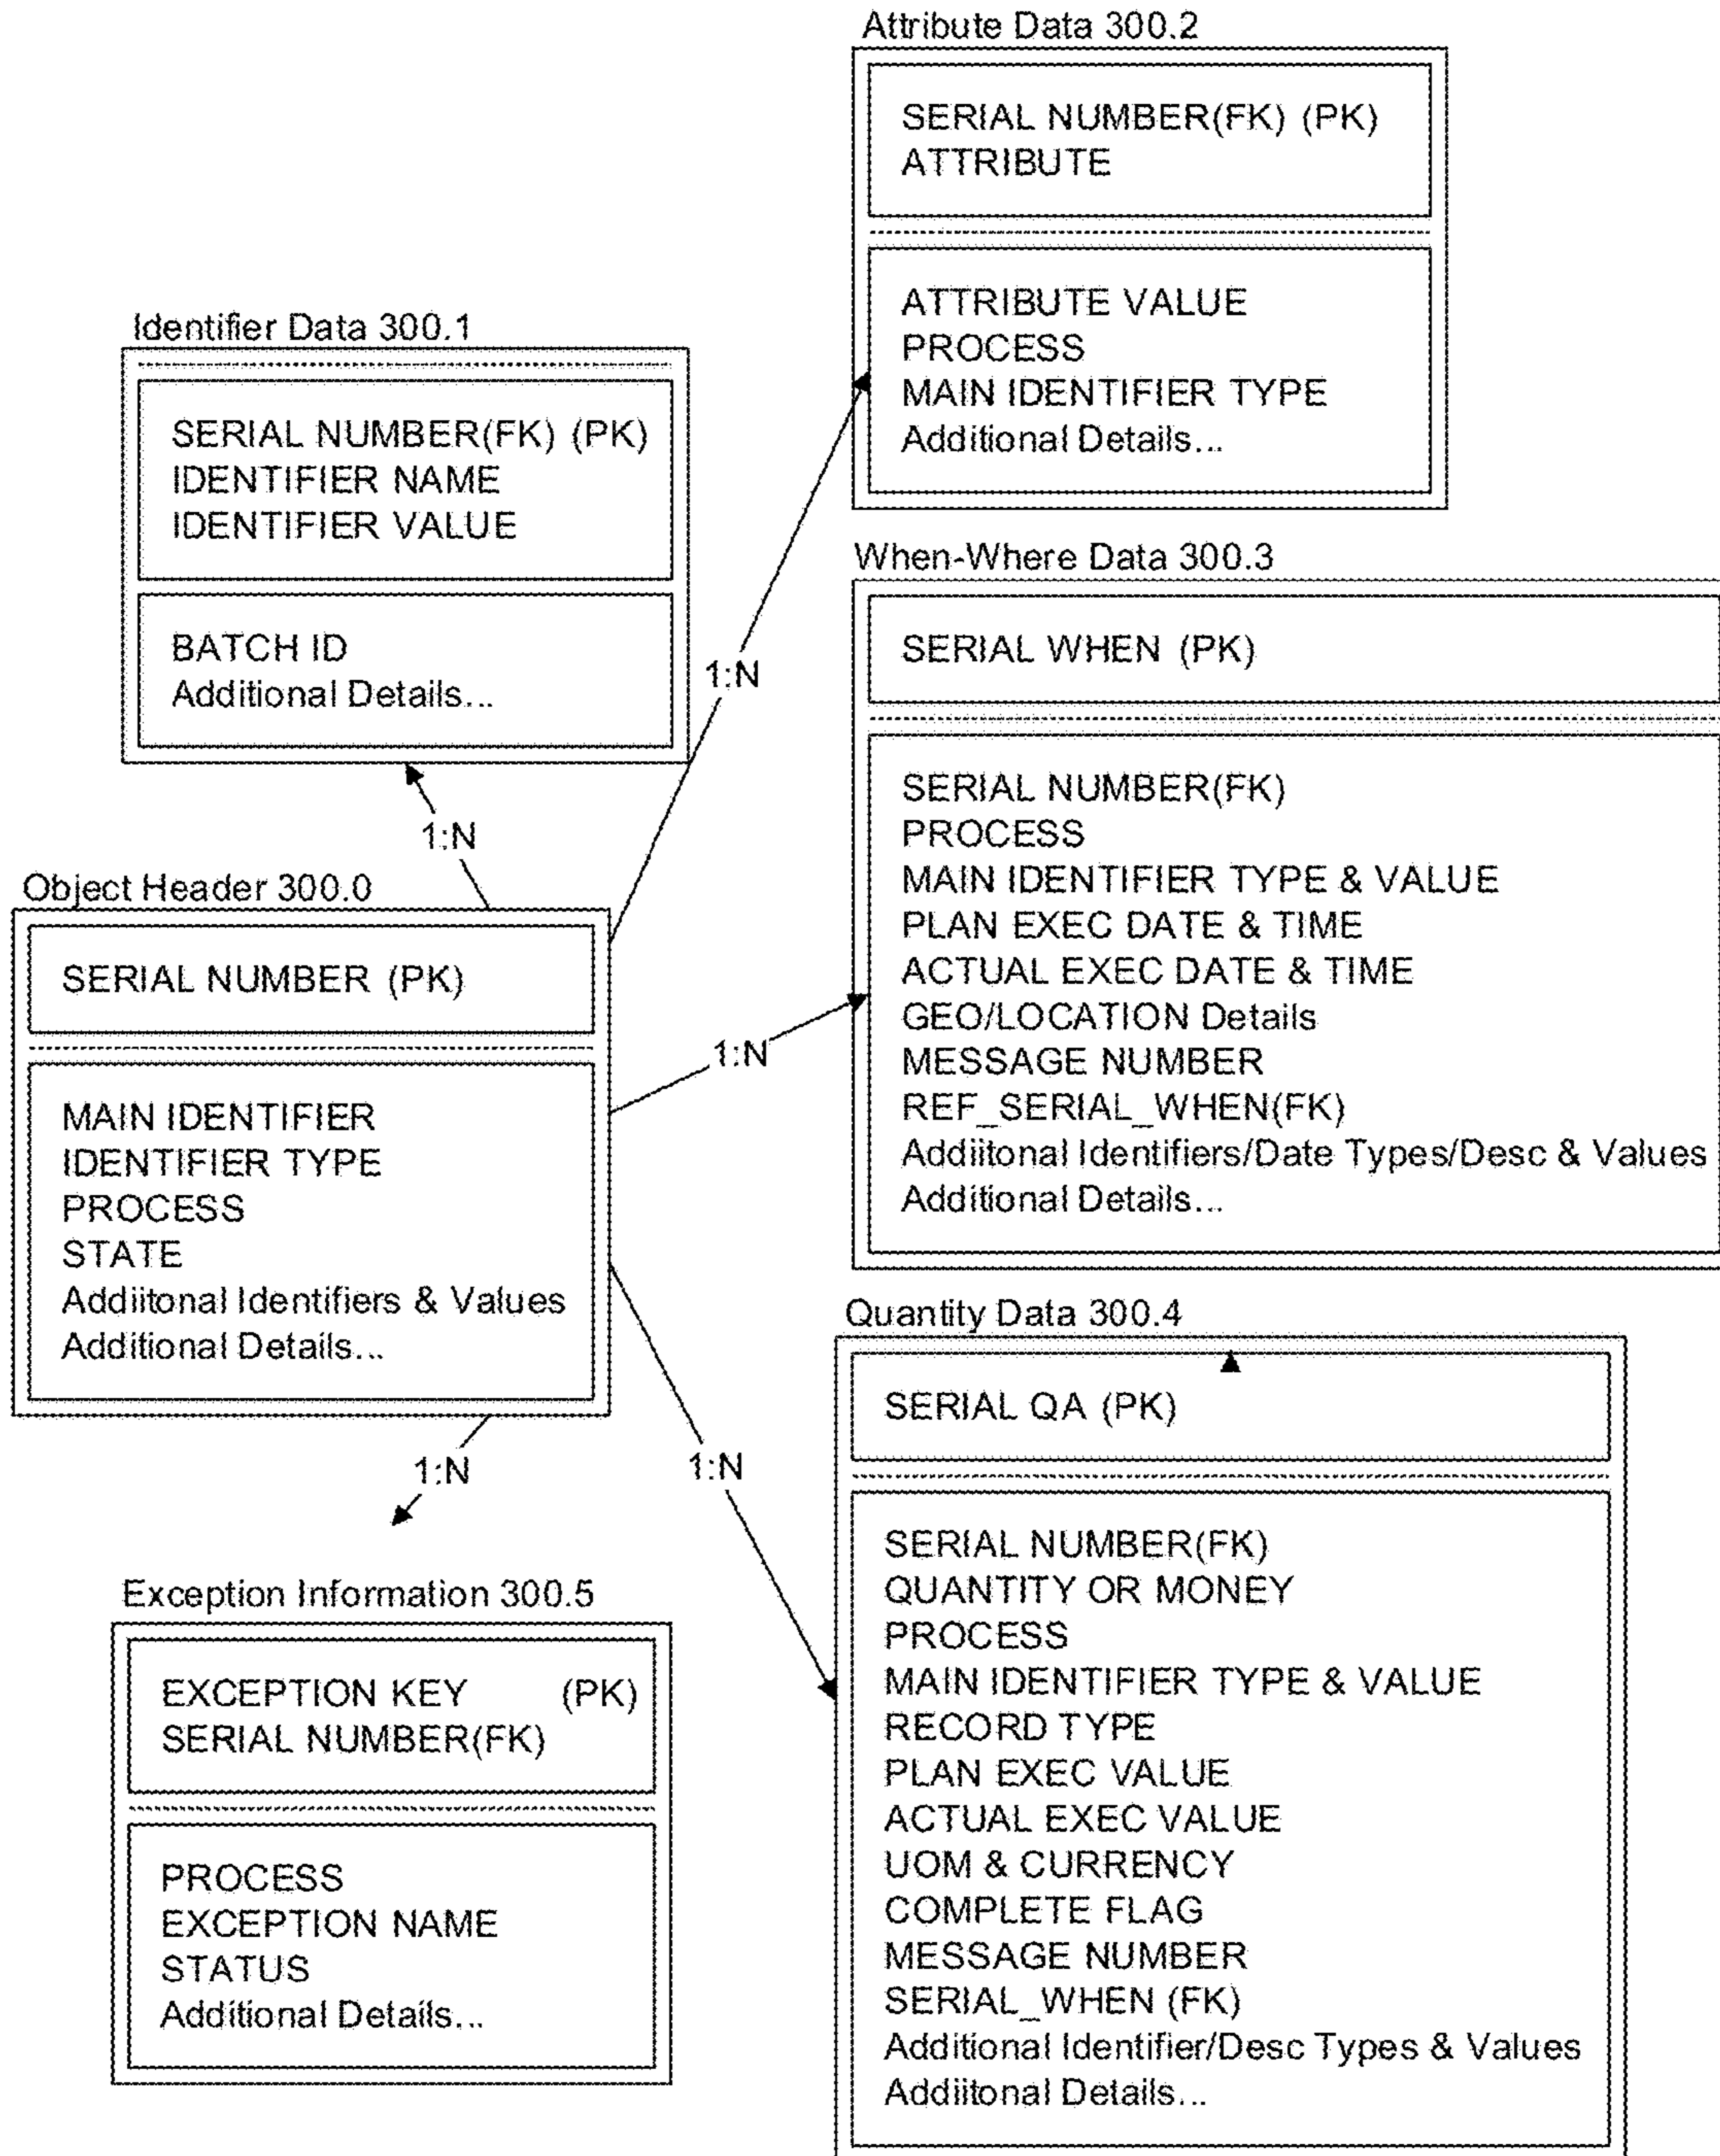 Attribute Data 300.2
SERIAL NUMBER(FK) (PK)
ATTRIBUTE
ATTRIBUTE VALUE
PROCESS
MAIN IDENTIFIER TYPE
Additional Details...
Identifier Data 300.1
SERIAL NUMBER(FK) (PK)
IDENTIFIER NAME
IDENTIFIER VALUE
BATCH ID
Additional Details...
When-Where Data 300.3
SERIAL WHEN (PK)
SERIAL NUMBER(FK)
PROCESS
MAIN IDENTIFIER TYPE & VALUE
PLAN EXEC DATE & TIME
ACTUAL EXEC DATE & TIME
GEO/LOCATION Details
MESSAGE NUMBER
REF_SERIAL_WHEN(FK)
Addiitonal Identifiers/Date Types/Desc & Values
Additional Details...
1:N
1:N
1:N
Object Header 300.0
SERIAL NUMBER (PK)
MAIN IDENTIFIER
IDENTIFIER TYPE
PROCESS
STATE
Addiitonal Identifiers & Values
Additional Details...
1:N
1:N
Quantity Data 300.4
SERIAL QA (PK)
SERIAL NUMBER(FK)
QUANTITY OR MONEY
PROCESS
MAIN IDENTIFIER TYPE & VALUE
RECORD TYPE
PLAN EXEC VALUE
ACTUAL EXEC VALUE
UOM & CURRENCY
COMPLETE FLAG
MESSAGE NUMBER
SERIAL_WHEN (FK)
Additional Identifier/Desc Types & Values
Addiitonal Details...
Exception Information 300.5
EXCEPTION KEY (PK)
SERIAL NUMBER(FK)
PROCESS
EXCEPTION NAME
STATUS
Additional Details...